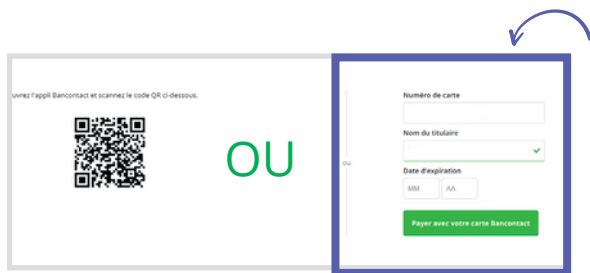 uvrez l'appli Bancontact et scannez le code QR ci-dessous.
OU
ou
Numéro de carte
Nom du titulaire
Date d'expiration
MM AA
Payer avec votre carte Bancontact